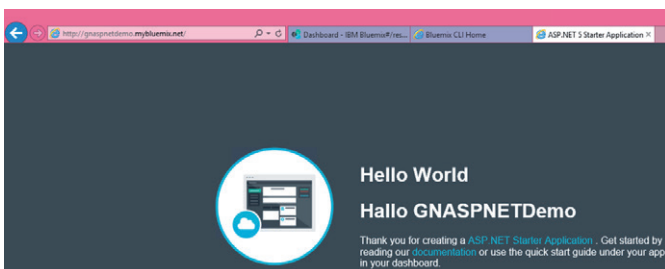 http://gnaspnetdemo.mybluemix.net/
Dashboard - IBM Bluemix#/res...
Bluemix CLI Home
ASP.NET 5 Starter Application
Hello World
Hallo GNASPNETDemo
Thank you for creating a ASP.NET Starter Application . Get started by
reading our documentation or use the quick start guide under your app
in your dashboard.